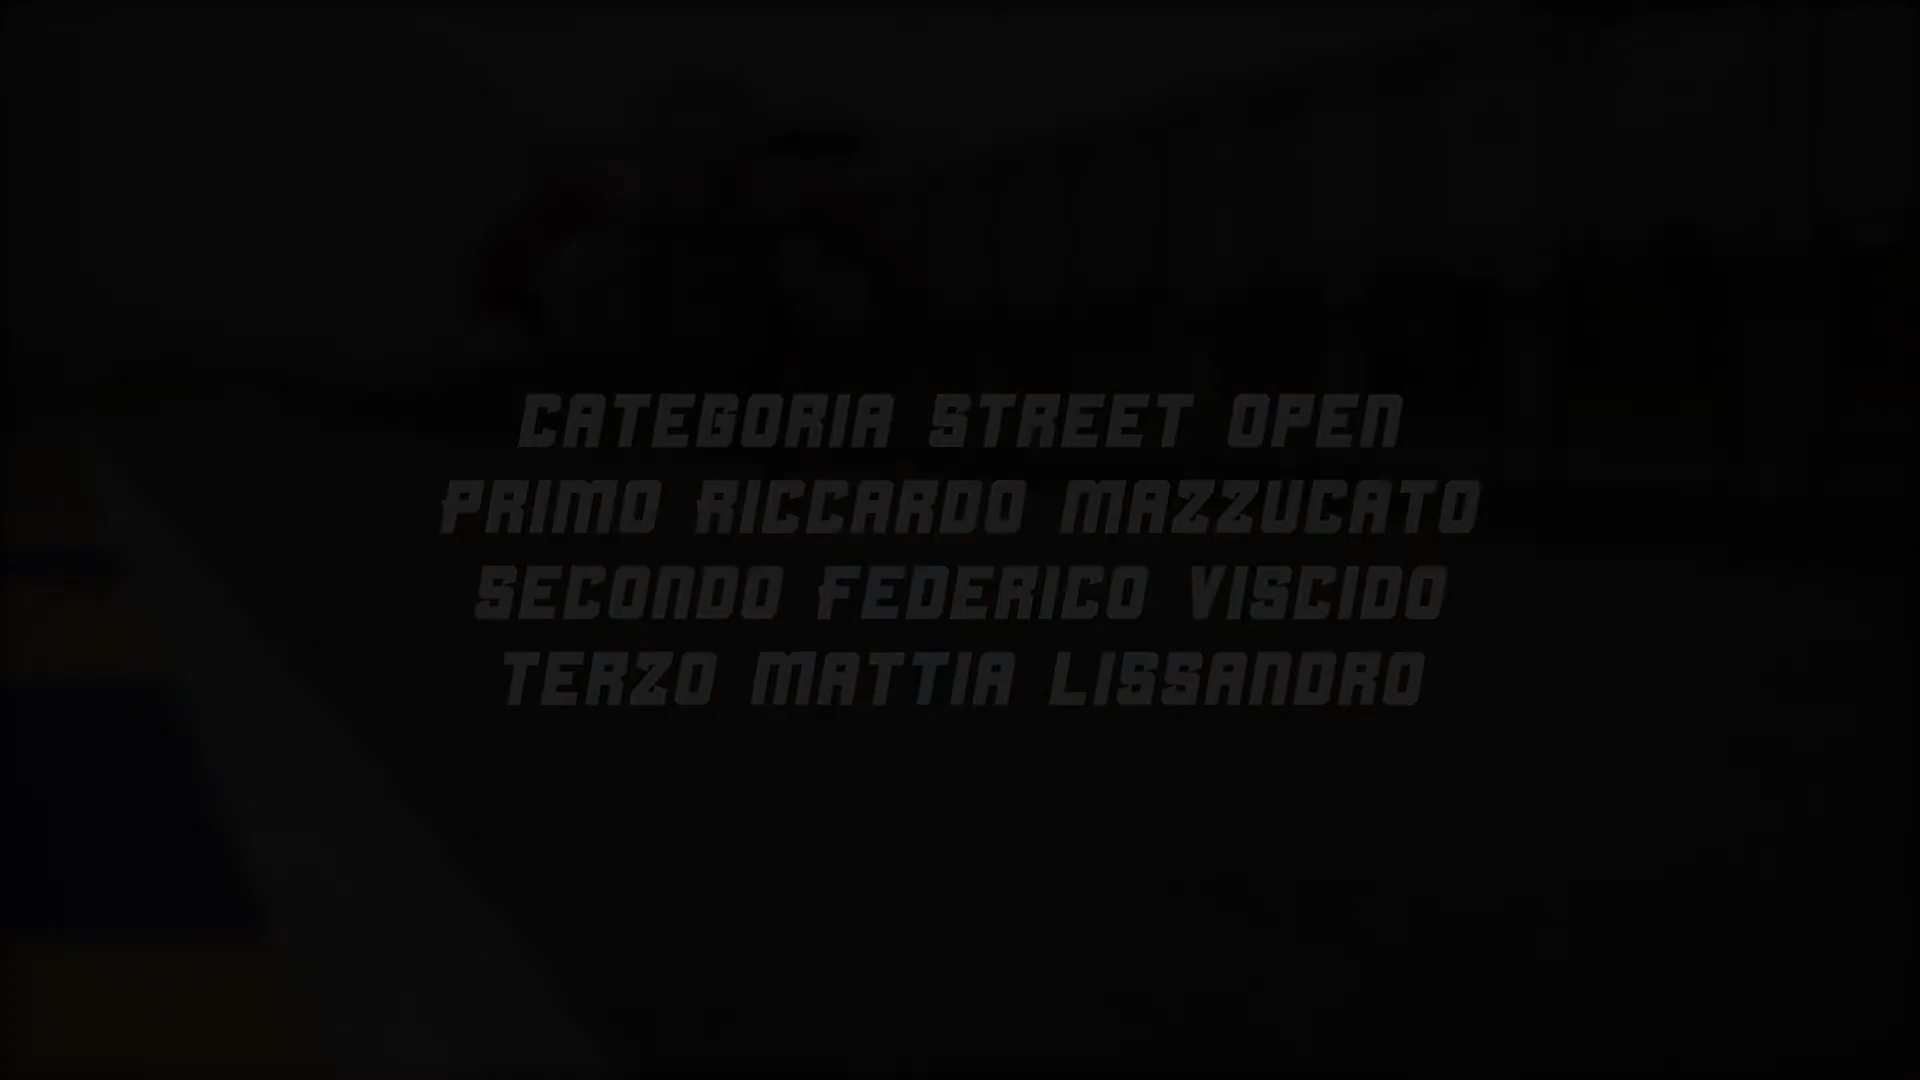 CATEGORIA STREET OPEN
PRIMO RICCARDO MAZZUCATO
SECONDO FEDERICO VISCIDO
TERZO MATTIA LISSANDRO